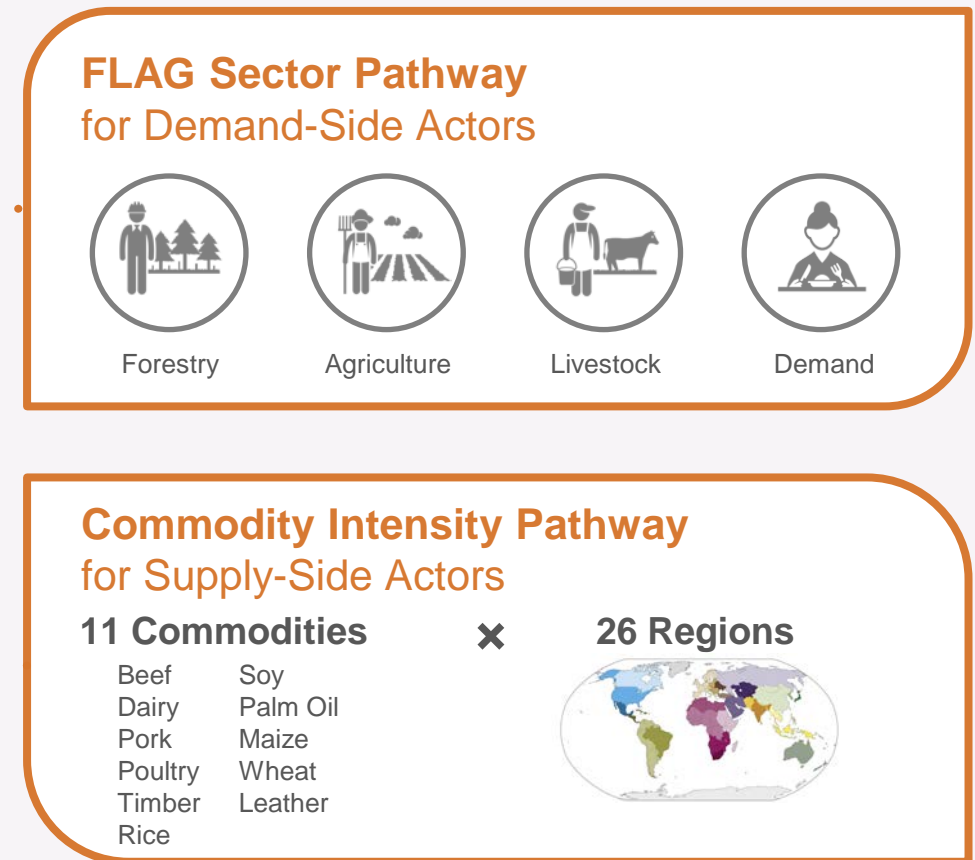 FLAG Sector Pathway
for Demand-Side Actors
Forestry
Agriculture
Livestock
Demand
Commodity Intensity Pathway
for Supply-Side Actors
11 Commodities × 26 Regions
Beef
Dairy
Pork
Poultry
Timber
Rice
Soy
Palm Oil
Maize
Wheat
Leather